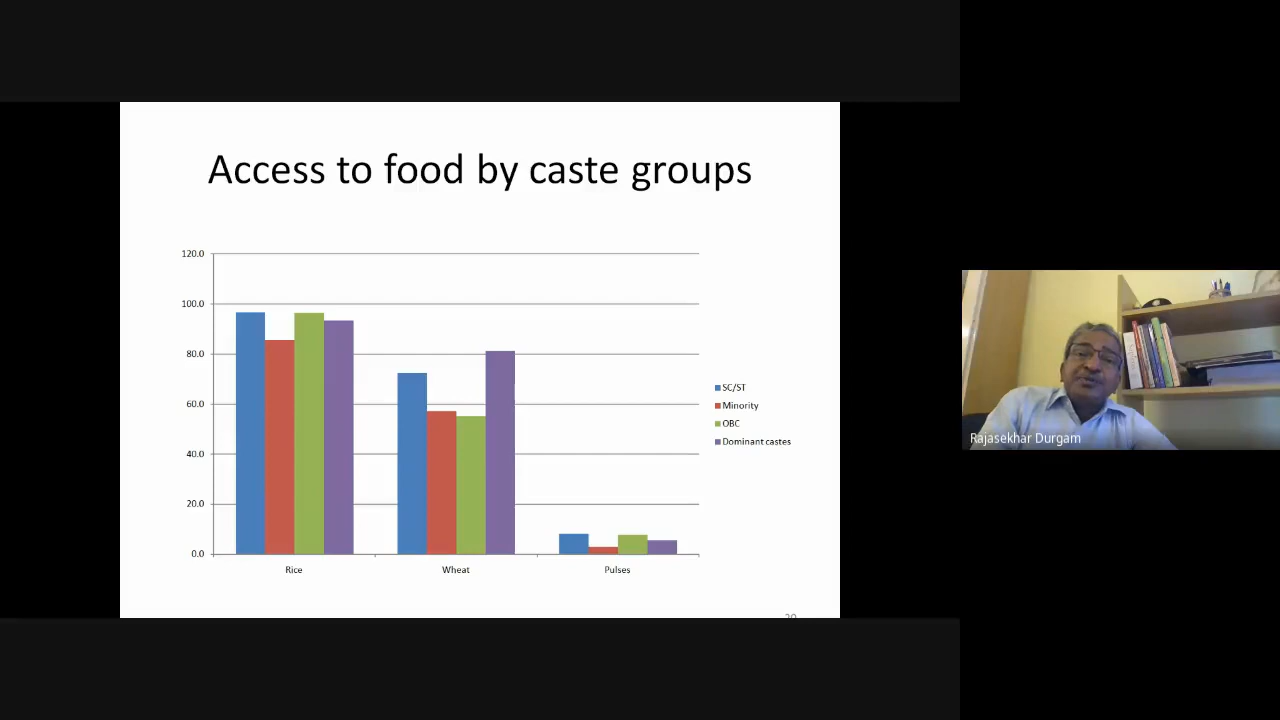 Access to food by caste groups
120.0
100.0
80.0
60.0
40.0
20.0
0.0
Rice
Wheat
Pulses
SC/ST
Minority
OBC
Dominant castes
Rajasekhar Durgam